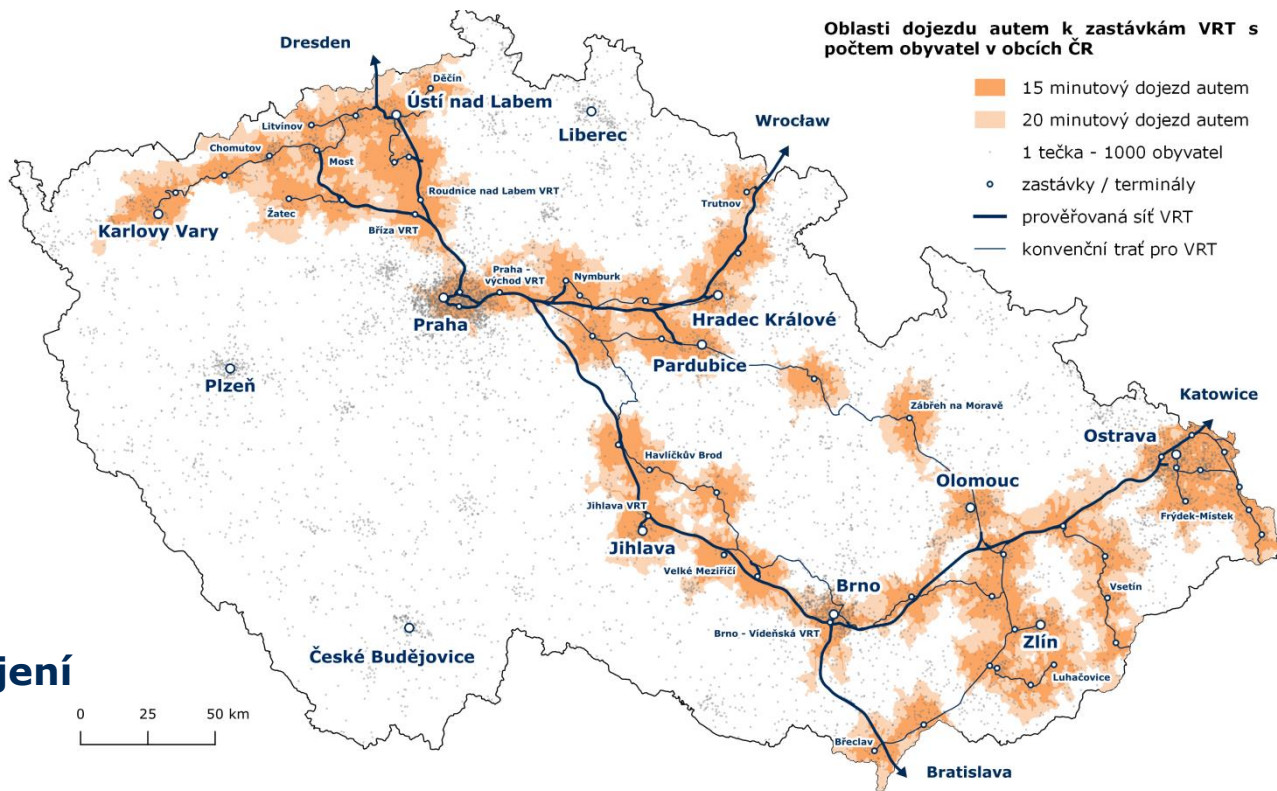 Oblasti dojezdu autem k zastávkám VRT s
počtem obyvatel v obcích ČR
15 minutový dojezd autem
20 minutový dojezd autem
1 tečka - 1000 obyvatel
zastávky / terminály
prověřovaná síť VRT
konvenční trať pro VRT
Dresden
Děčín
Ústí nad Labem
Liberec
Wrocław
Litvínov
Chomutov
Most
Roudnice nad Labem VRT
Trutnov
Žatec
Karlovy Vary
Bříza VRT
Praha -
východ VRT
Nymburk
Praha
Hradec Králové
Pardubice
Plzeň
Katowice
Zábřeh na Moravě
Ostrava
Havlíčkův Brod
Olomouc
Jihlava VRT
Frýdek-Místek
Jihlava
Velké Meziříčí
Brno
Vsetín
České Budějovice
Brno - Vídeňská VRT
Zlín
jení
Luhačovice
0 25 50 km
Břeclav
Bratislava